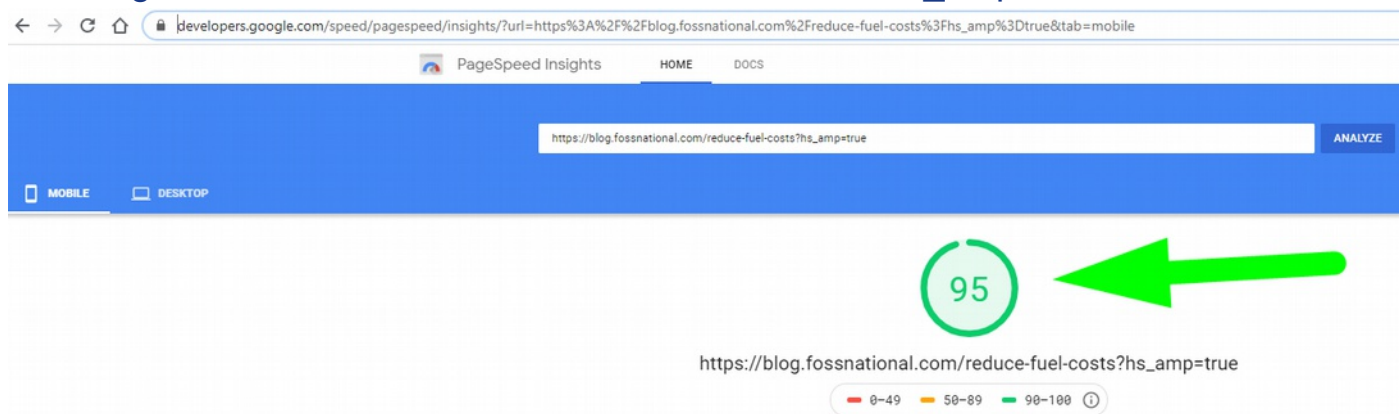 developers.google.com/speed/pagespeed/insights/?url=https%3A%2F%2Fblog.fossnational.com%2Freduce-fuel-costs%3Fhs_amp%3Dtrue&tab=mobile
PageSpeed Insights HOME DOCS
https://blog.fossnational.com/reduce-fuel-costs?hs_amp=true ANALYZE
MOBILE DESKTOP
95
https://blog.fossnational.com/reduce-fuel-costs?hs_amp=true
0–49 50–89 90–100